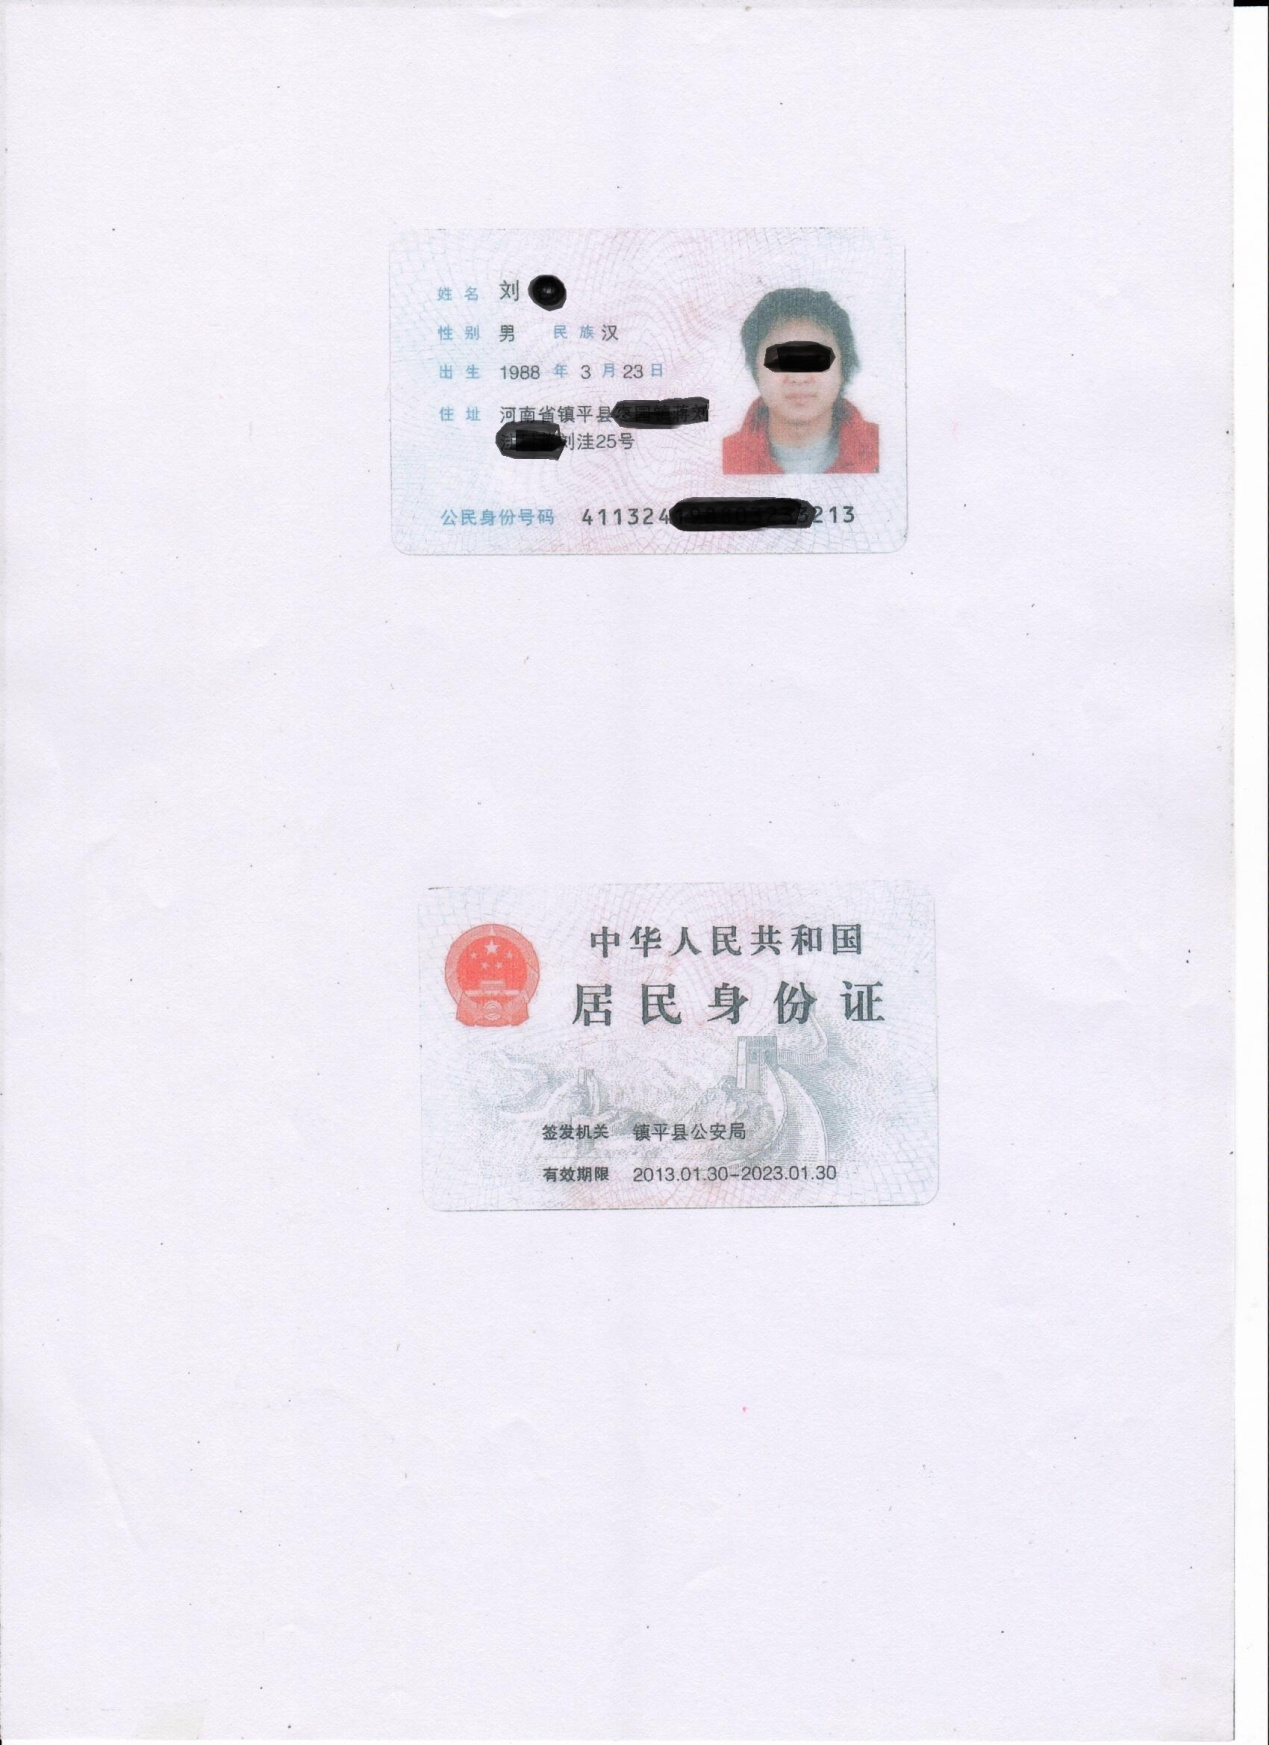 姓名 刘
性别 男 民族 汉
出生 1988 年 3 月 23 日
住址 河南省镇平县
刘洼25号
公民身份号码 411324 213
中华人民共和国
居民身份证
签发机关 镇平县公安局
有效期限 2013.01.30-2023.01.30